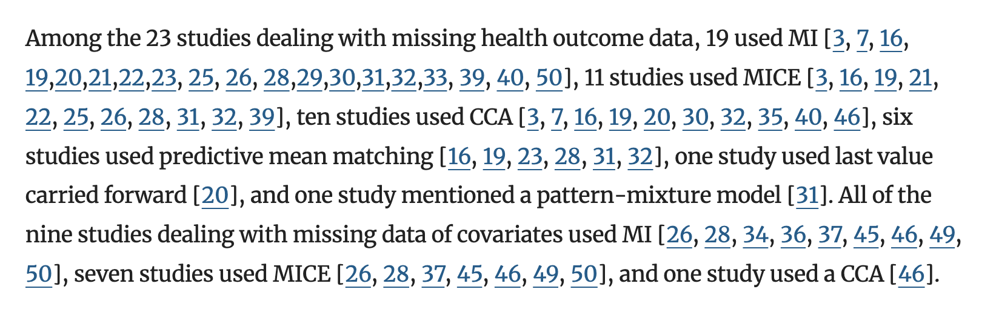 Among the 23 studies dealing with missing health outcome data, 19 used MI [3, 7, 16,
19,20,21,22,23, 25, 26, 28,29,30,31,32,33, 39, 40, 50], 11 studies used MICE [3, 16, 19, 21,
22, 25, 26, 28, 31, 32, 39], ten studies used CCA [3, 7, 16, 19, 20, 30, 32, 35, 40, 46], six
studies used predictive mean matching [16, 19, 23, 28, 31, 32], one study used last value
carried forward [20], and one study mentioned a pattern-mixture model [31]. All of the
nine studies dealing with missing data of covariates used MI [26, 28, 34, 36, 37, 45, 46, 49,
50], seven studies used MICE [26, 28, 37, 45, 46, 49, 50], and one study used a CCA [46].